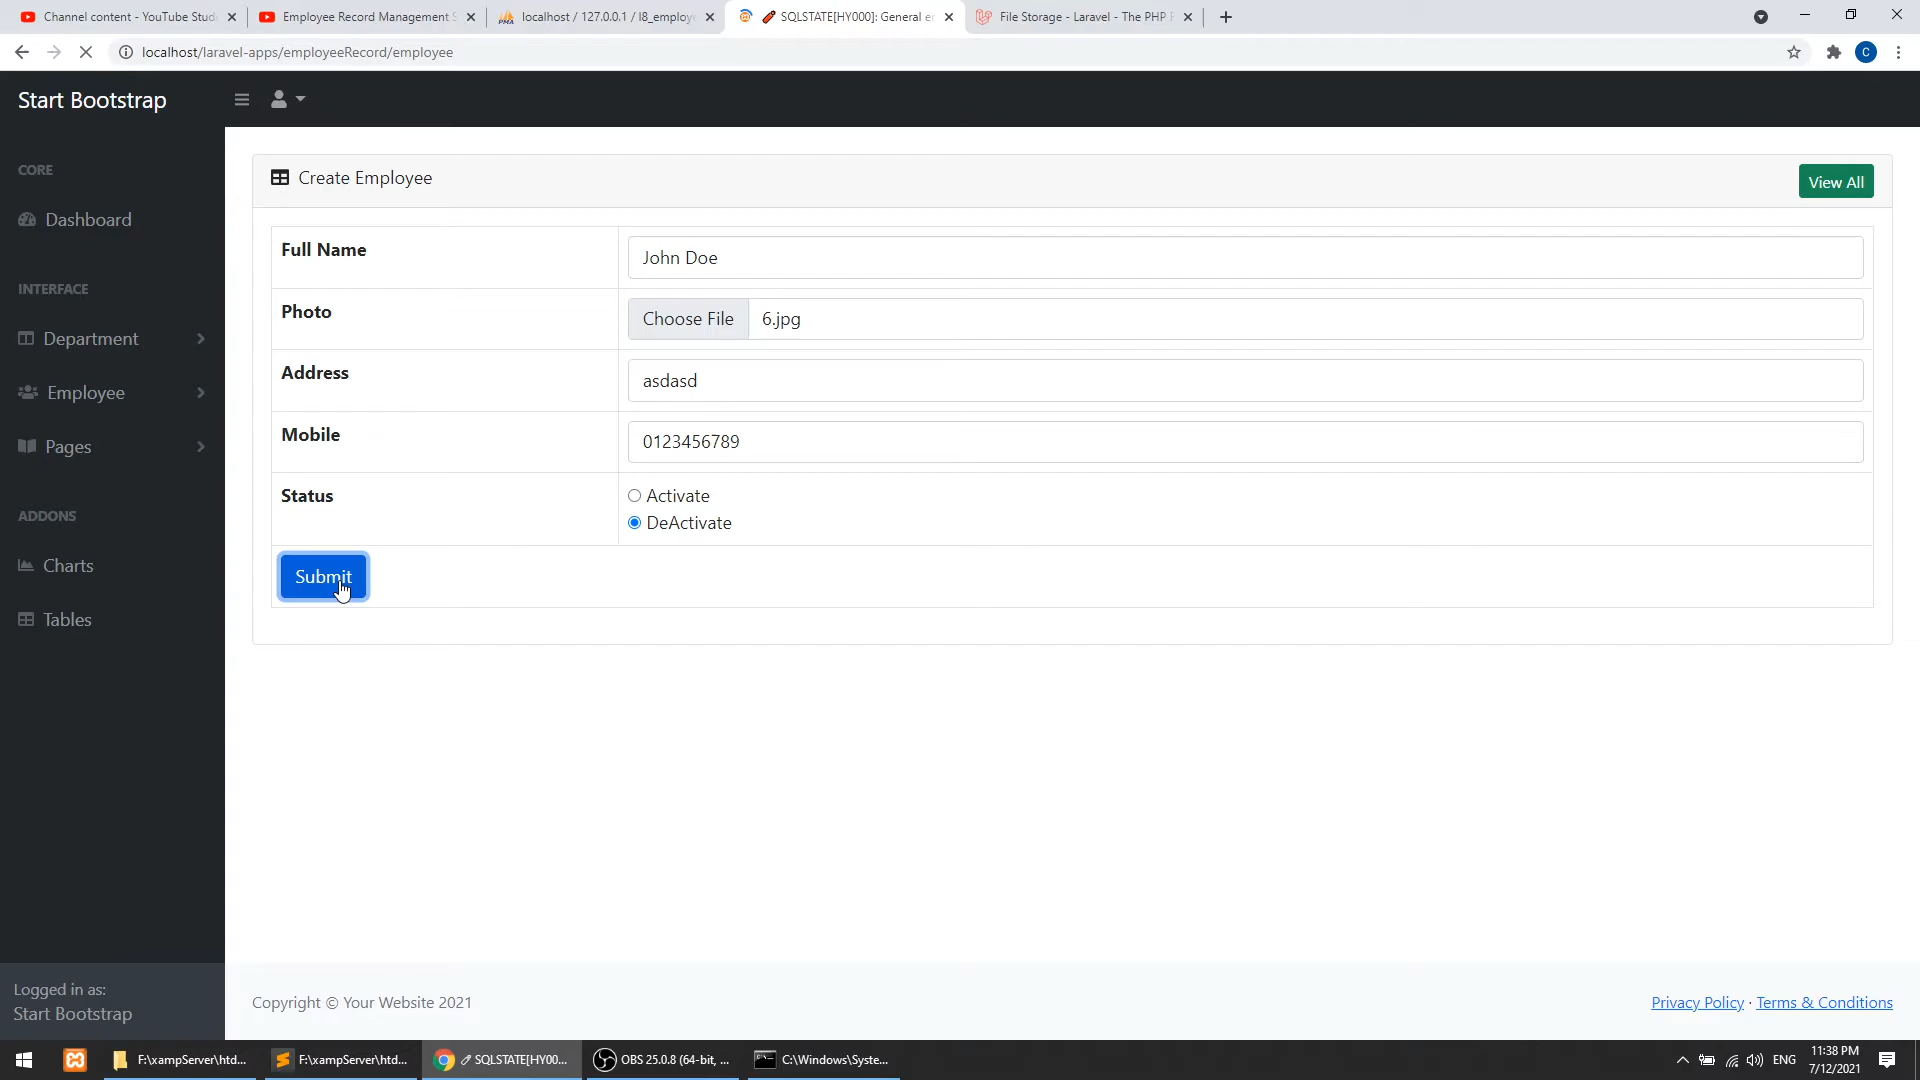 Channel content - YouTube Stud
Employee Record Management S
localhost / 127.0.0.1 / l8_employ
SQLSTATE[HY000]: General er
File Storage - Laravel - The PHP F
localhost/laravel-apps/employeeRecord/employee
C
Start Bootstrap
CORE
Dashboard
INTERFACE
Department
Employee
Pages
ADDONS
Charts
Tables
Logged in as:
Start Bootstrap
Create Employee
View All
Full Name
John Doe
Photo
Choose File
6.jpg
Address
asdasd
Mobile
0123456789
Status
Activate
DeActivate
Submit
Copyright © Your Website 2021
Privacy Policy · Terms & Conditions
F:\xampServer\htd...
F:\xampServer\htd...
SQLSTATE[HY00...
OBS 25.0.8 (64-bit, ...
C:\Windows\Syste...
ENG
11:38 PM
7/12/2021